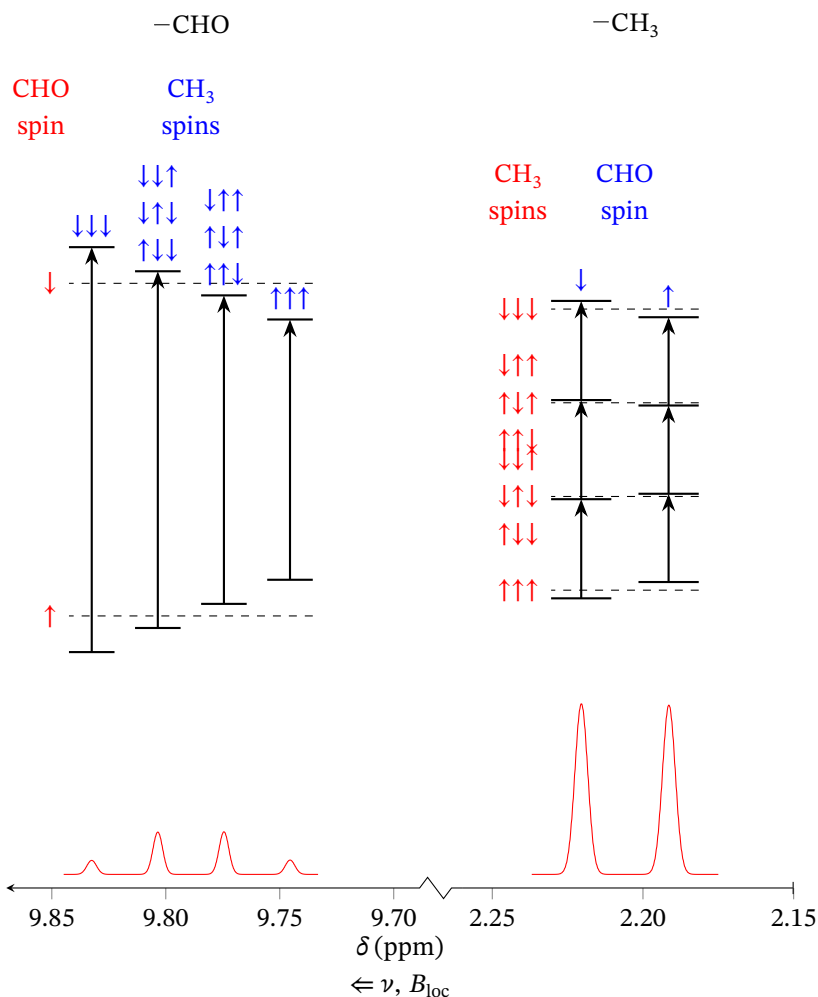 −CHO
−CH₃
CHO
spin
CH₃
spins
CH₃
spins
CHO
spin
↓↓↑
↓↑↓
↑↓↓
↓↓↓
↓↑↑
↑↓↑
↑↑↓
↑↑↑
↓
↑
↓
↑
↓↓↓
↓↑↑
↑↓↑
↑↑↓
↓↓↑
↓↑↓
↑↓↓
↑↑↑
9.85 9.80 9.75 9.70 2.25 2.20 2.15
δ (ppm)
⇐ ν, B_loc